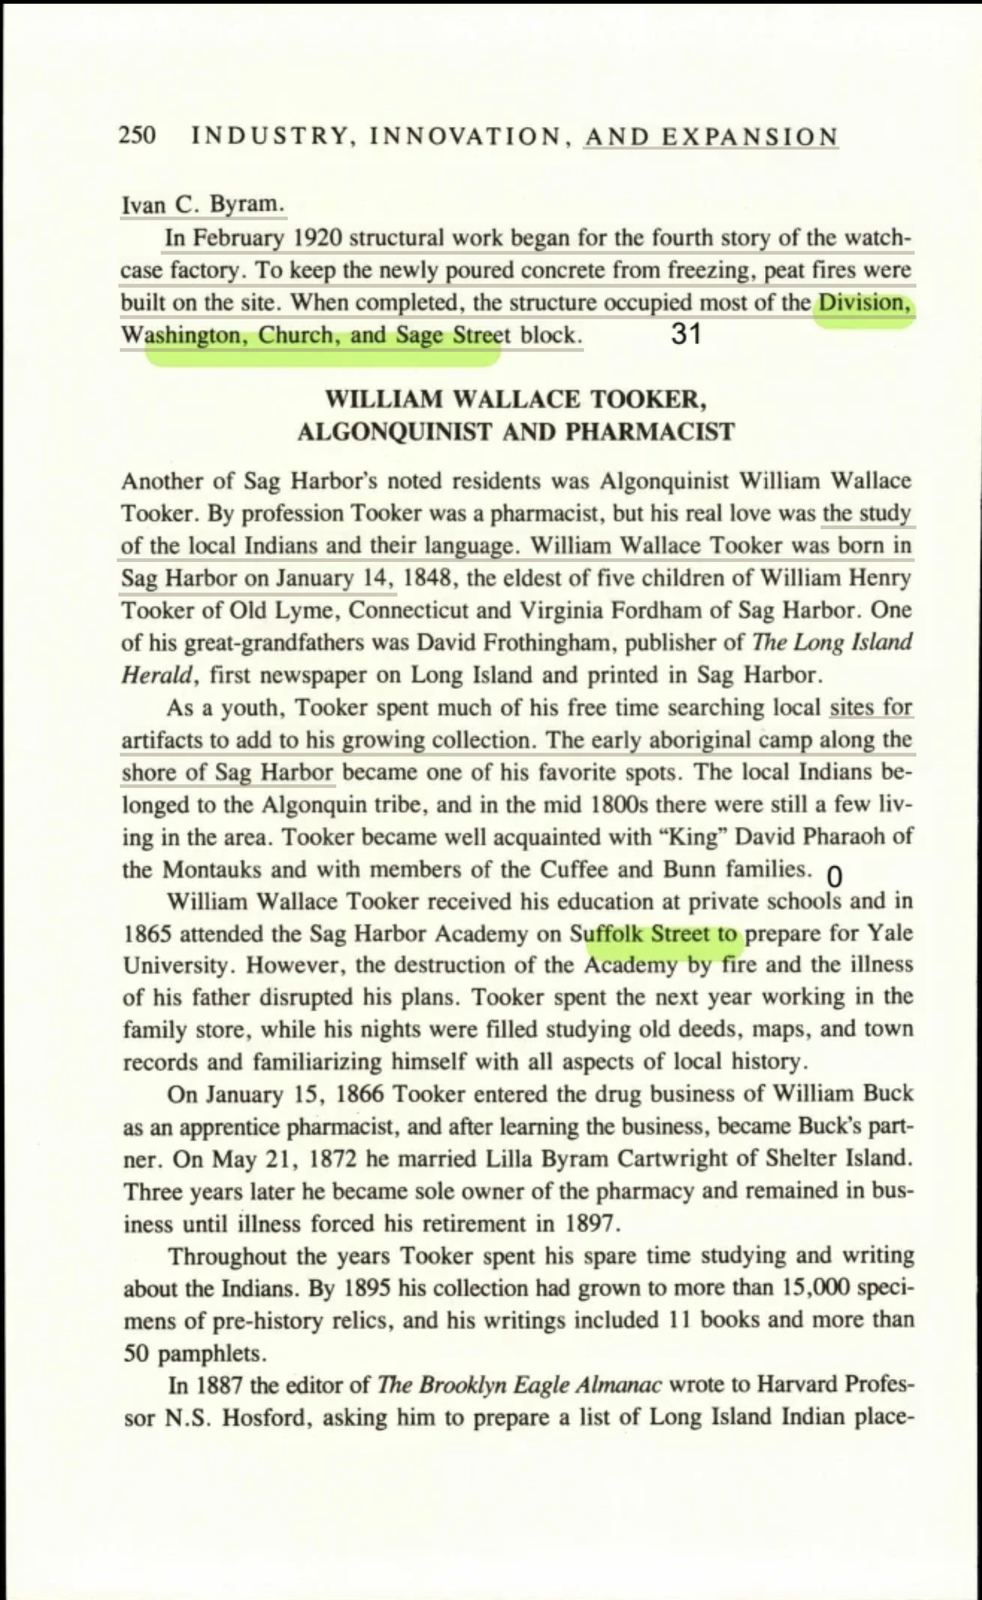 250 INDUSTRY, INNOVATION, AND EXPANSION
Ivan C. Byram.
In February 1920 structural work began for the fourth story of the watch-
case factory. To keep the newly poured concrete from freezing, peat fires were
built on the site. When completed, the structure occupied most of the Division,
Washington, Church, and Sage Street block. 31
WILLIAM WALLACE TOOKER,
ALGONQUINIST AND PHARMACIST
Another of Sag Harbor's noted residents was Algonquinist William Wallace
Tooker. By profession Tooker was a pharmacist, but his real love was the study
of the local Indians and their language. William Wallace Tooker was born in
Sag Harbor on January 14, 1848, the eldest of five children of William Henry
Tooker of Old Lyme, Connecticut and Virginia Fordham of Sag Harbor. One
of his great-grandfathers was David Frothingham, publisher of The Long Island
Herald, first newspaper on Long Island and printed in Sag Harbor.
As a youth, Tooker spent much of his free time searching local sites for
artifacts to add to his growing collection. The early aboriginal camp along the
shore of Sag Harbor became one of his favorite spots. The local Indians be-
longed to the Algonquin tribe, and in the mid 1800s there were still a few liv-
ing in the area. Tooker became well acquainted with “King” David Pharaoh of
the Montauks and with members of the Cuffee and Bunn families. 0
William Wallace Tooker received his education at private schools and in
1865 attended the Sag Harbor Academy on Suffolk Street to prepare for Yale
University. However, the destruction of the Academy by fire and the illness
of his father disrupted his plans. Tooker spent the next year working in the
family store, while his nights were filled studying old deeds, maps, and town
records and familiarizing himself with all aspects of local history.
On January 15, 1866 Tooker entered the drug business of William Buck
as an apprentice pharmacist, and after learning the business, became Buck's part-
ner. On May 21, 1872 he married Lilla Byram Cartwright of Shelter Island.
Three years later he became sole owner of the pharmacy and remained in bus-
iness until illness forced his retirement in 1897.
Throughout the years Tooker spent his spare time studying and writing
about the Indians. By 1895 his collection had grown to more than 15,000 speci-
mens of pre-history relics, and his writings included 11 books and more than
50 pamphlets.
In 1887 the editor of The Brooklyn Eagle Almanac wrote to Harvard Profes-
sor N.S. Hosford, asking him to prepare a list of Long Island Indian place-